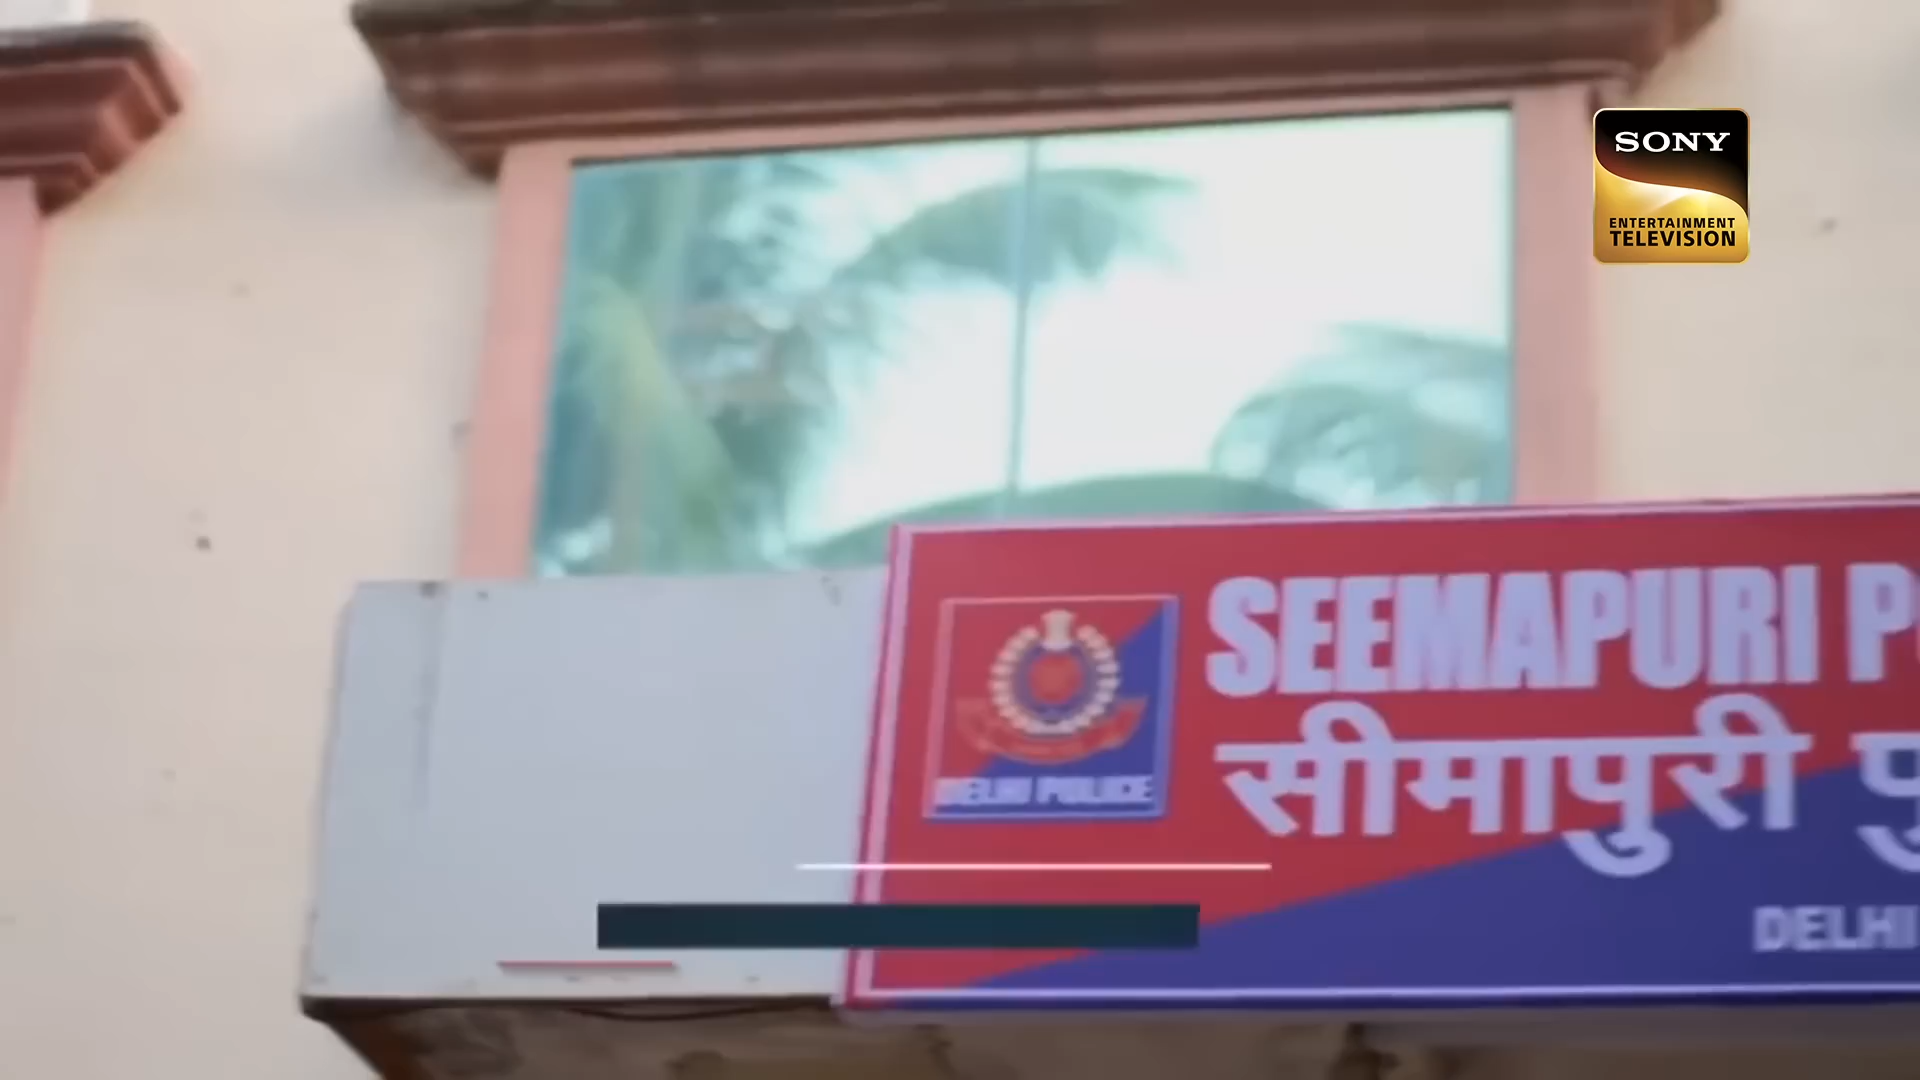 SONY
ENTERTAINMENT
TELEVISION
SEEMAPURI
सीमापुरी
DELHI POLICE
DELHI